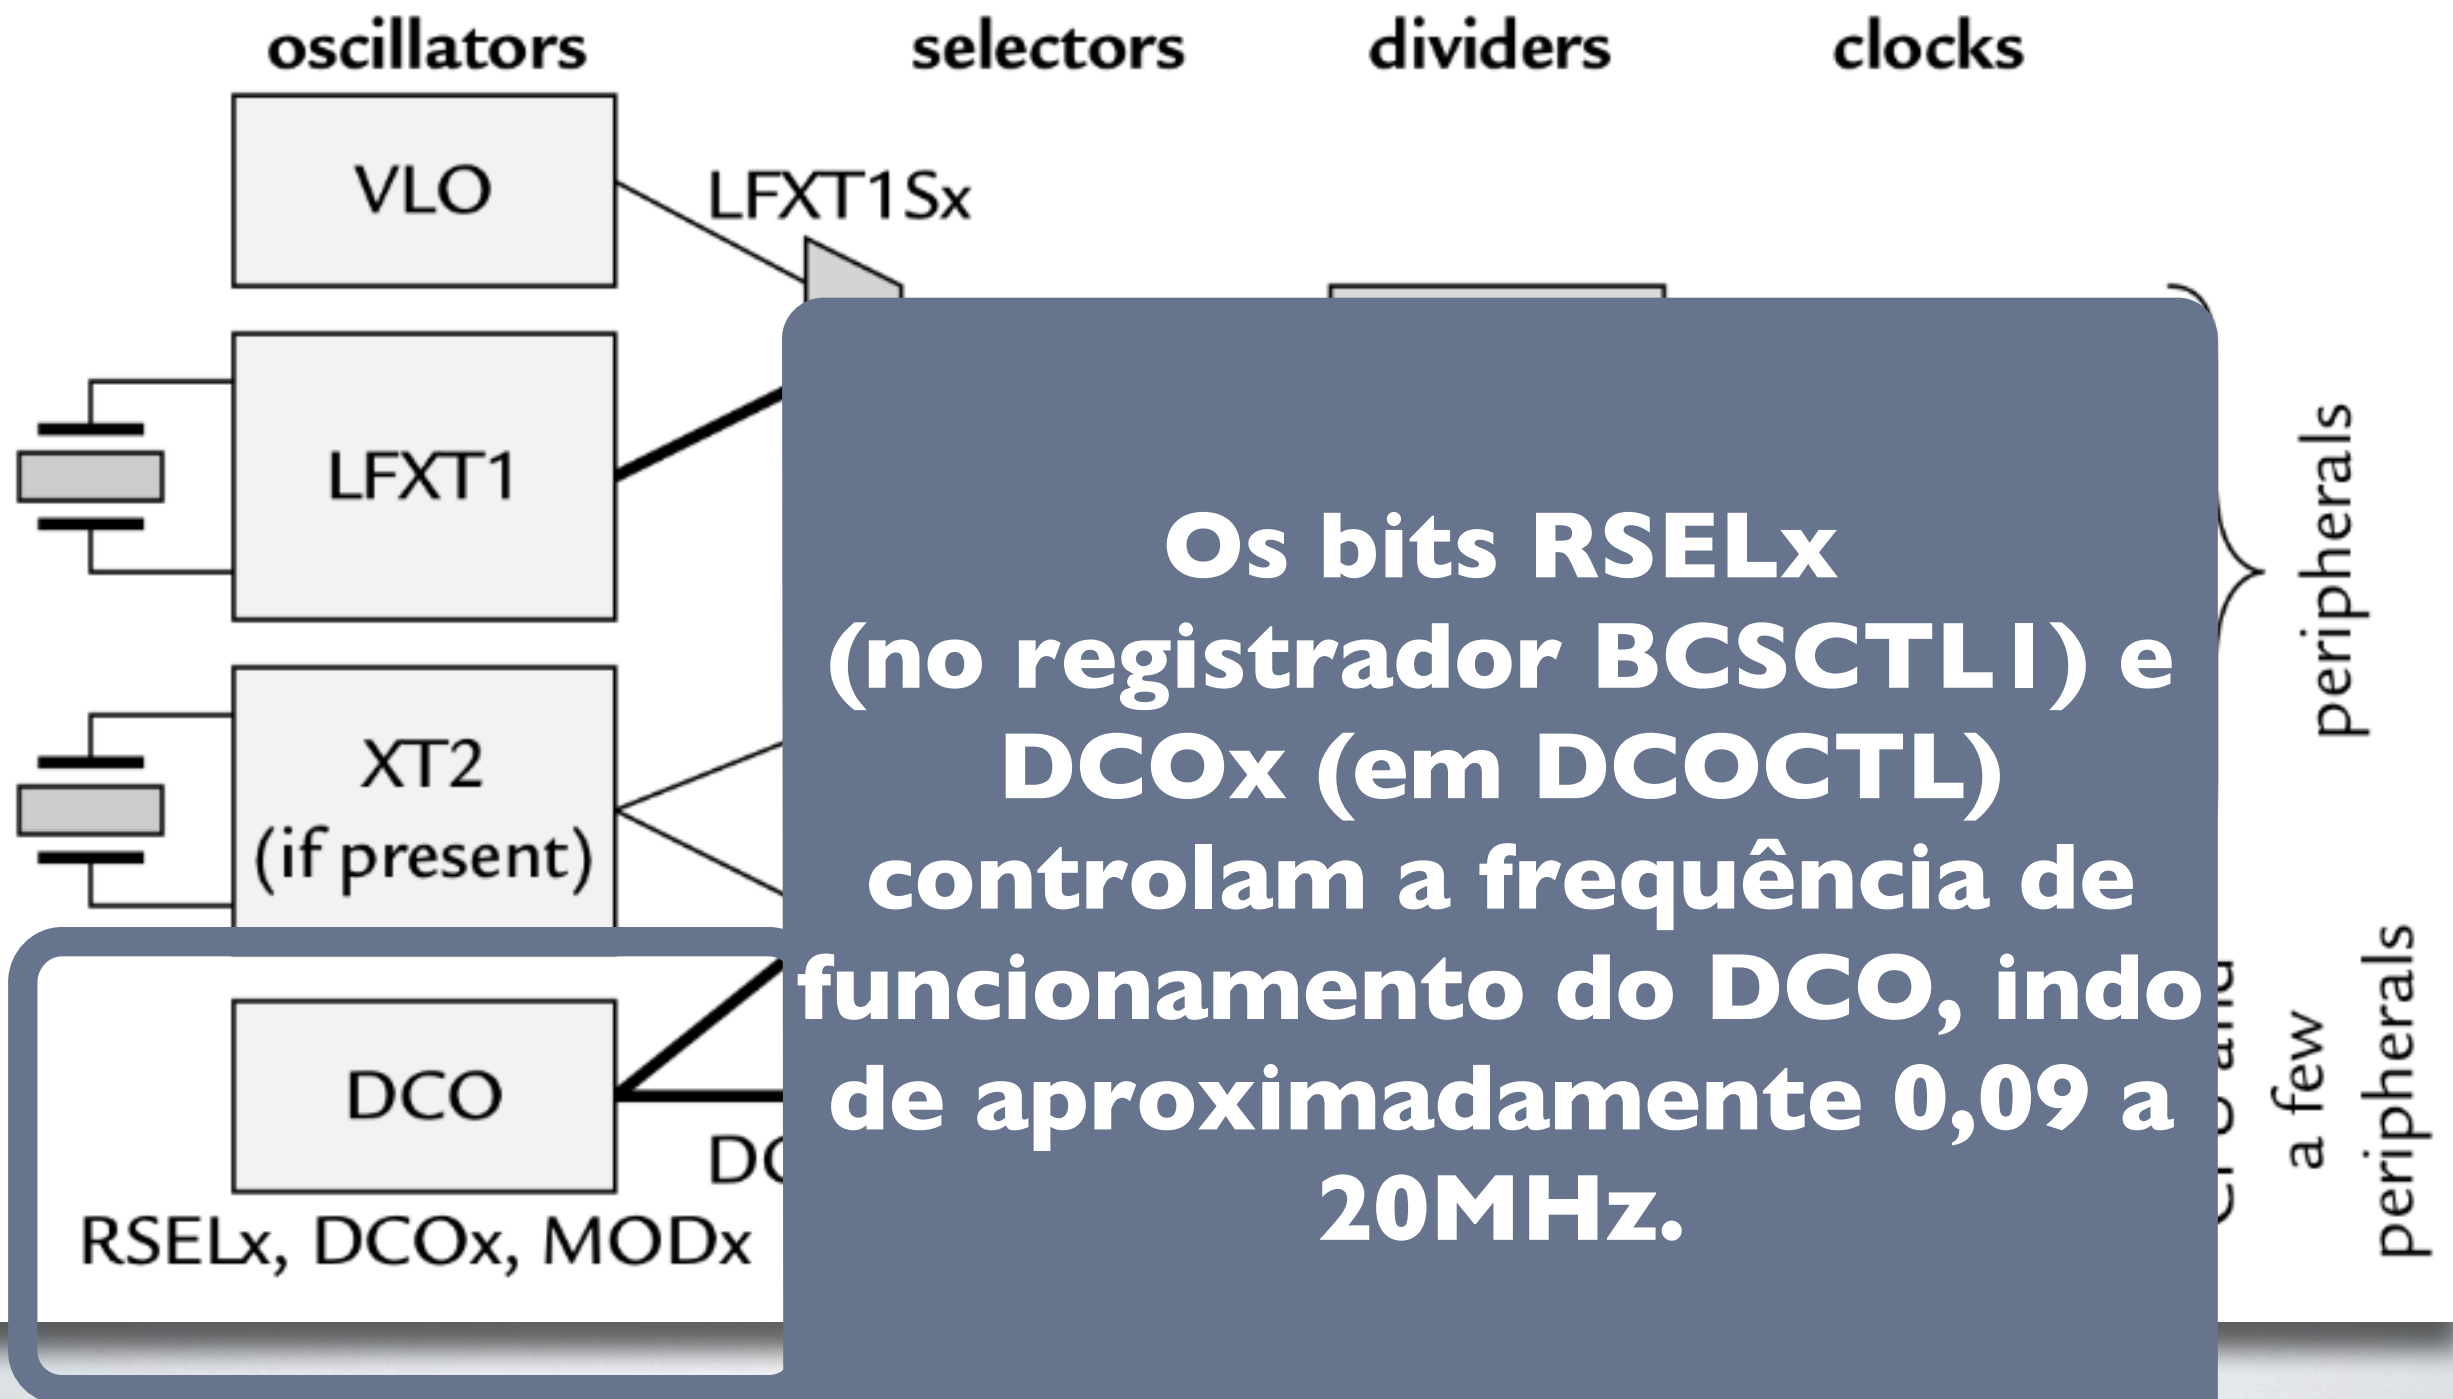 oscillators selectors dividers clocks
VLO
LFXT1Sx
LFXT1
XT2
(if present)
DCO
RSELx, DCOx, MODx
Os bits RSELx
(no registrador BCSCTL1) e
DCOx (em DCOCTL)
controlam a frequência de
funcionamento do DCO, indo
de aproximadamente 0,09 a
20MHz.
peripherals
a few
peripherals